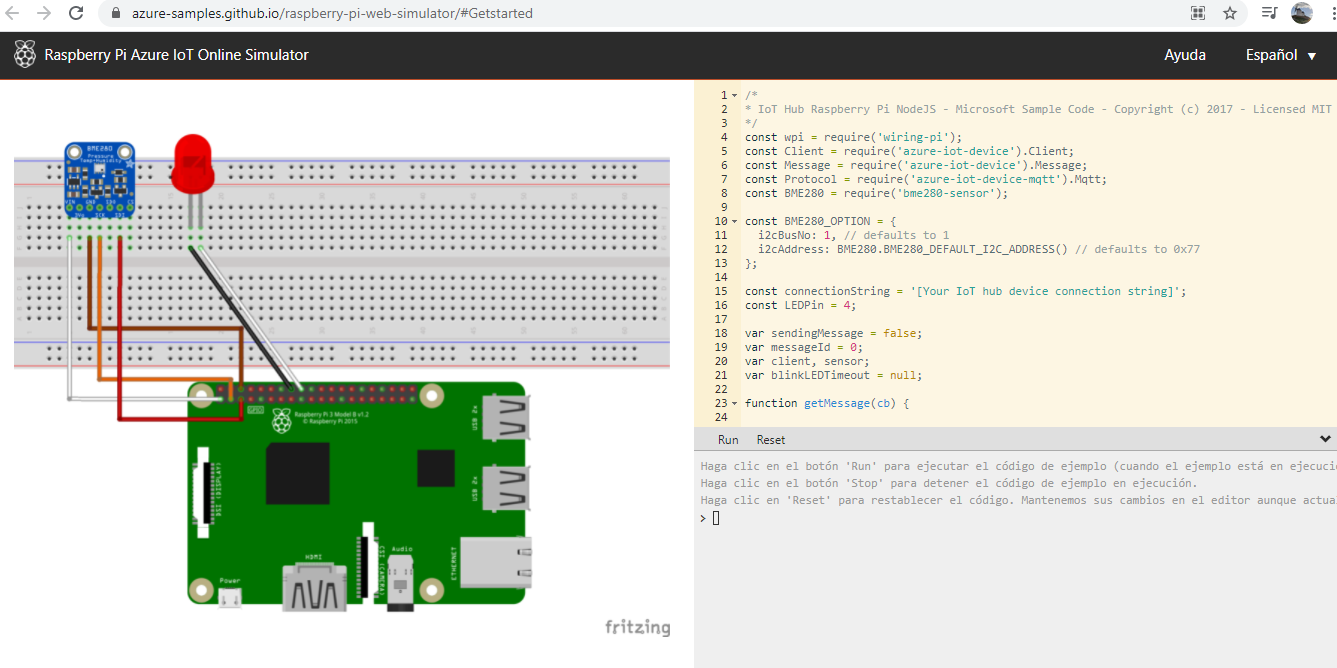 azure-samples.github.io/raspberry-pi-web-simulator/#Getstarted
Raspberry Pi Azure IoT Online Simulator
Ayuda
Español ▼
BME280
Pressure
Temp+Humidity
Raspberry Pi 3 Model B v1.2
© Raspberry Pi 2015
GPIO
USB 2x
USB 2x
ETHERNET
DSI (DISPLAY)
CSI (CAMERA)
Audio
HDMI
Power
fritzing
1 /*
2 * IoT Hub Raspberry Pi NodeJS - Microsoft Sample Code - Copyright (c) 2017 - Licensed MIT
3 */
4 const wpi = require('wiring-pi');
5 const Client = require('azure-iot-device').Client;
6 const Message = require('azure-iot-device').Message;
7 const Protocol = require('azure-iot-device-mqtt').Mqtt;
8 const BME280 = require('bme280-sensor');
9
10 const BME280_OPTION = {
11 i2cBusNo: 1, // defaults to 1
12 i2cAddress: BME280.BME280_DEFAULT_I2C_ADDRESS() // defaults to 0x77
13 };
14
15 const connectionString = '[Your IoT hub device connection string]';
16 const LEDPin = 4;
17
18 var sendingMessage = false;
19 var messageId = 0;
20 var client, sensor;
21 var blinkLEDTimeout = null;
22
23 function getMessage(cb) {
24
Run Reset
Haga clic en el botón 'Run' para ejecutar el código de ejemplo (cuando el ejemplo está en ejecució
Haga clic en el botón 'Stop' para detener el código de ejemplo en ejecución.
Haga clic en 'Reset' para restablecer el código. Mantenemos sus cambios en el editor aunque actua
>